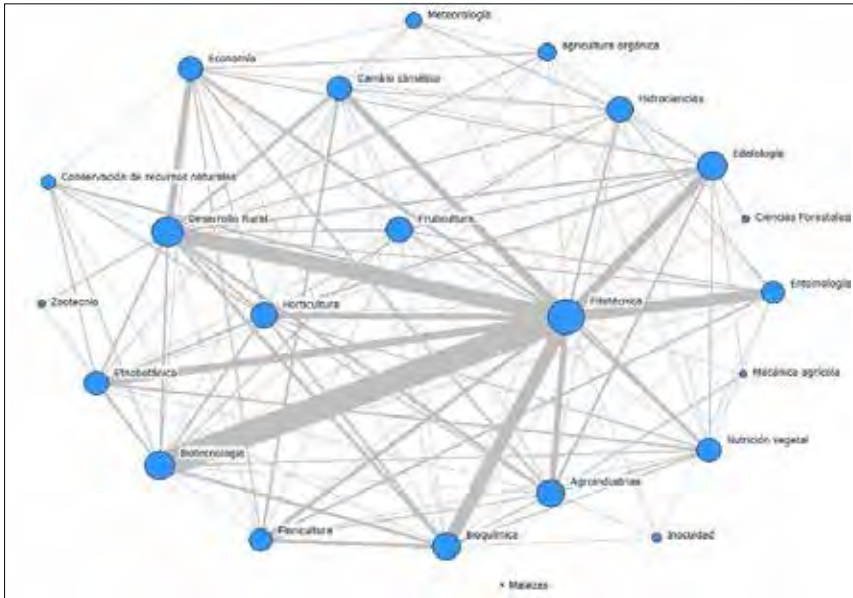 Meteorología
agricultura orgánica
Economía
Cambio climático
Hidrociencias
Edafología
Conservación de recursos naturales
Desarrollo Rural
Fruticultura
Ciencias Forestales
Entomología
Zootecnia
Horticultura
Fitotécnica
Etnobotánica
Mecánica agrícola
Nutrición vegetal
Biotecnología
Agroindustrias
Floricultura
Bioquímica
Inocuidad
Malezas